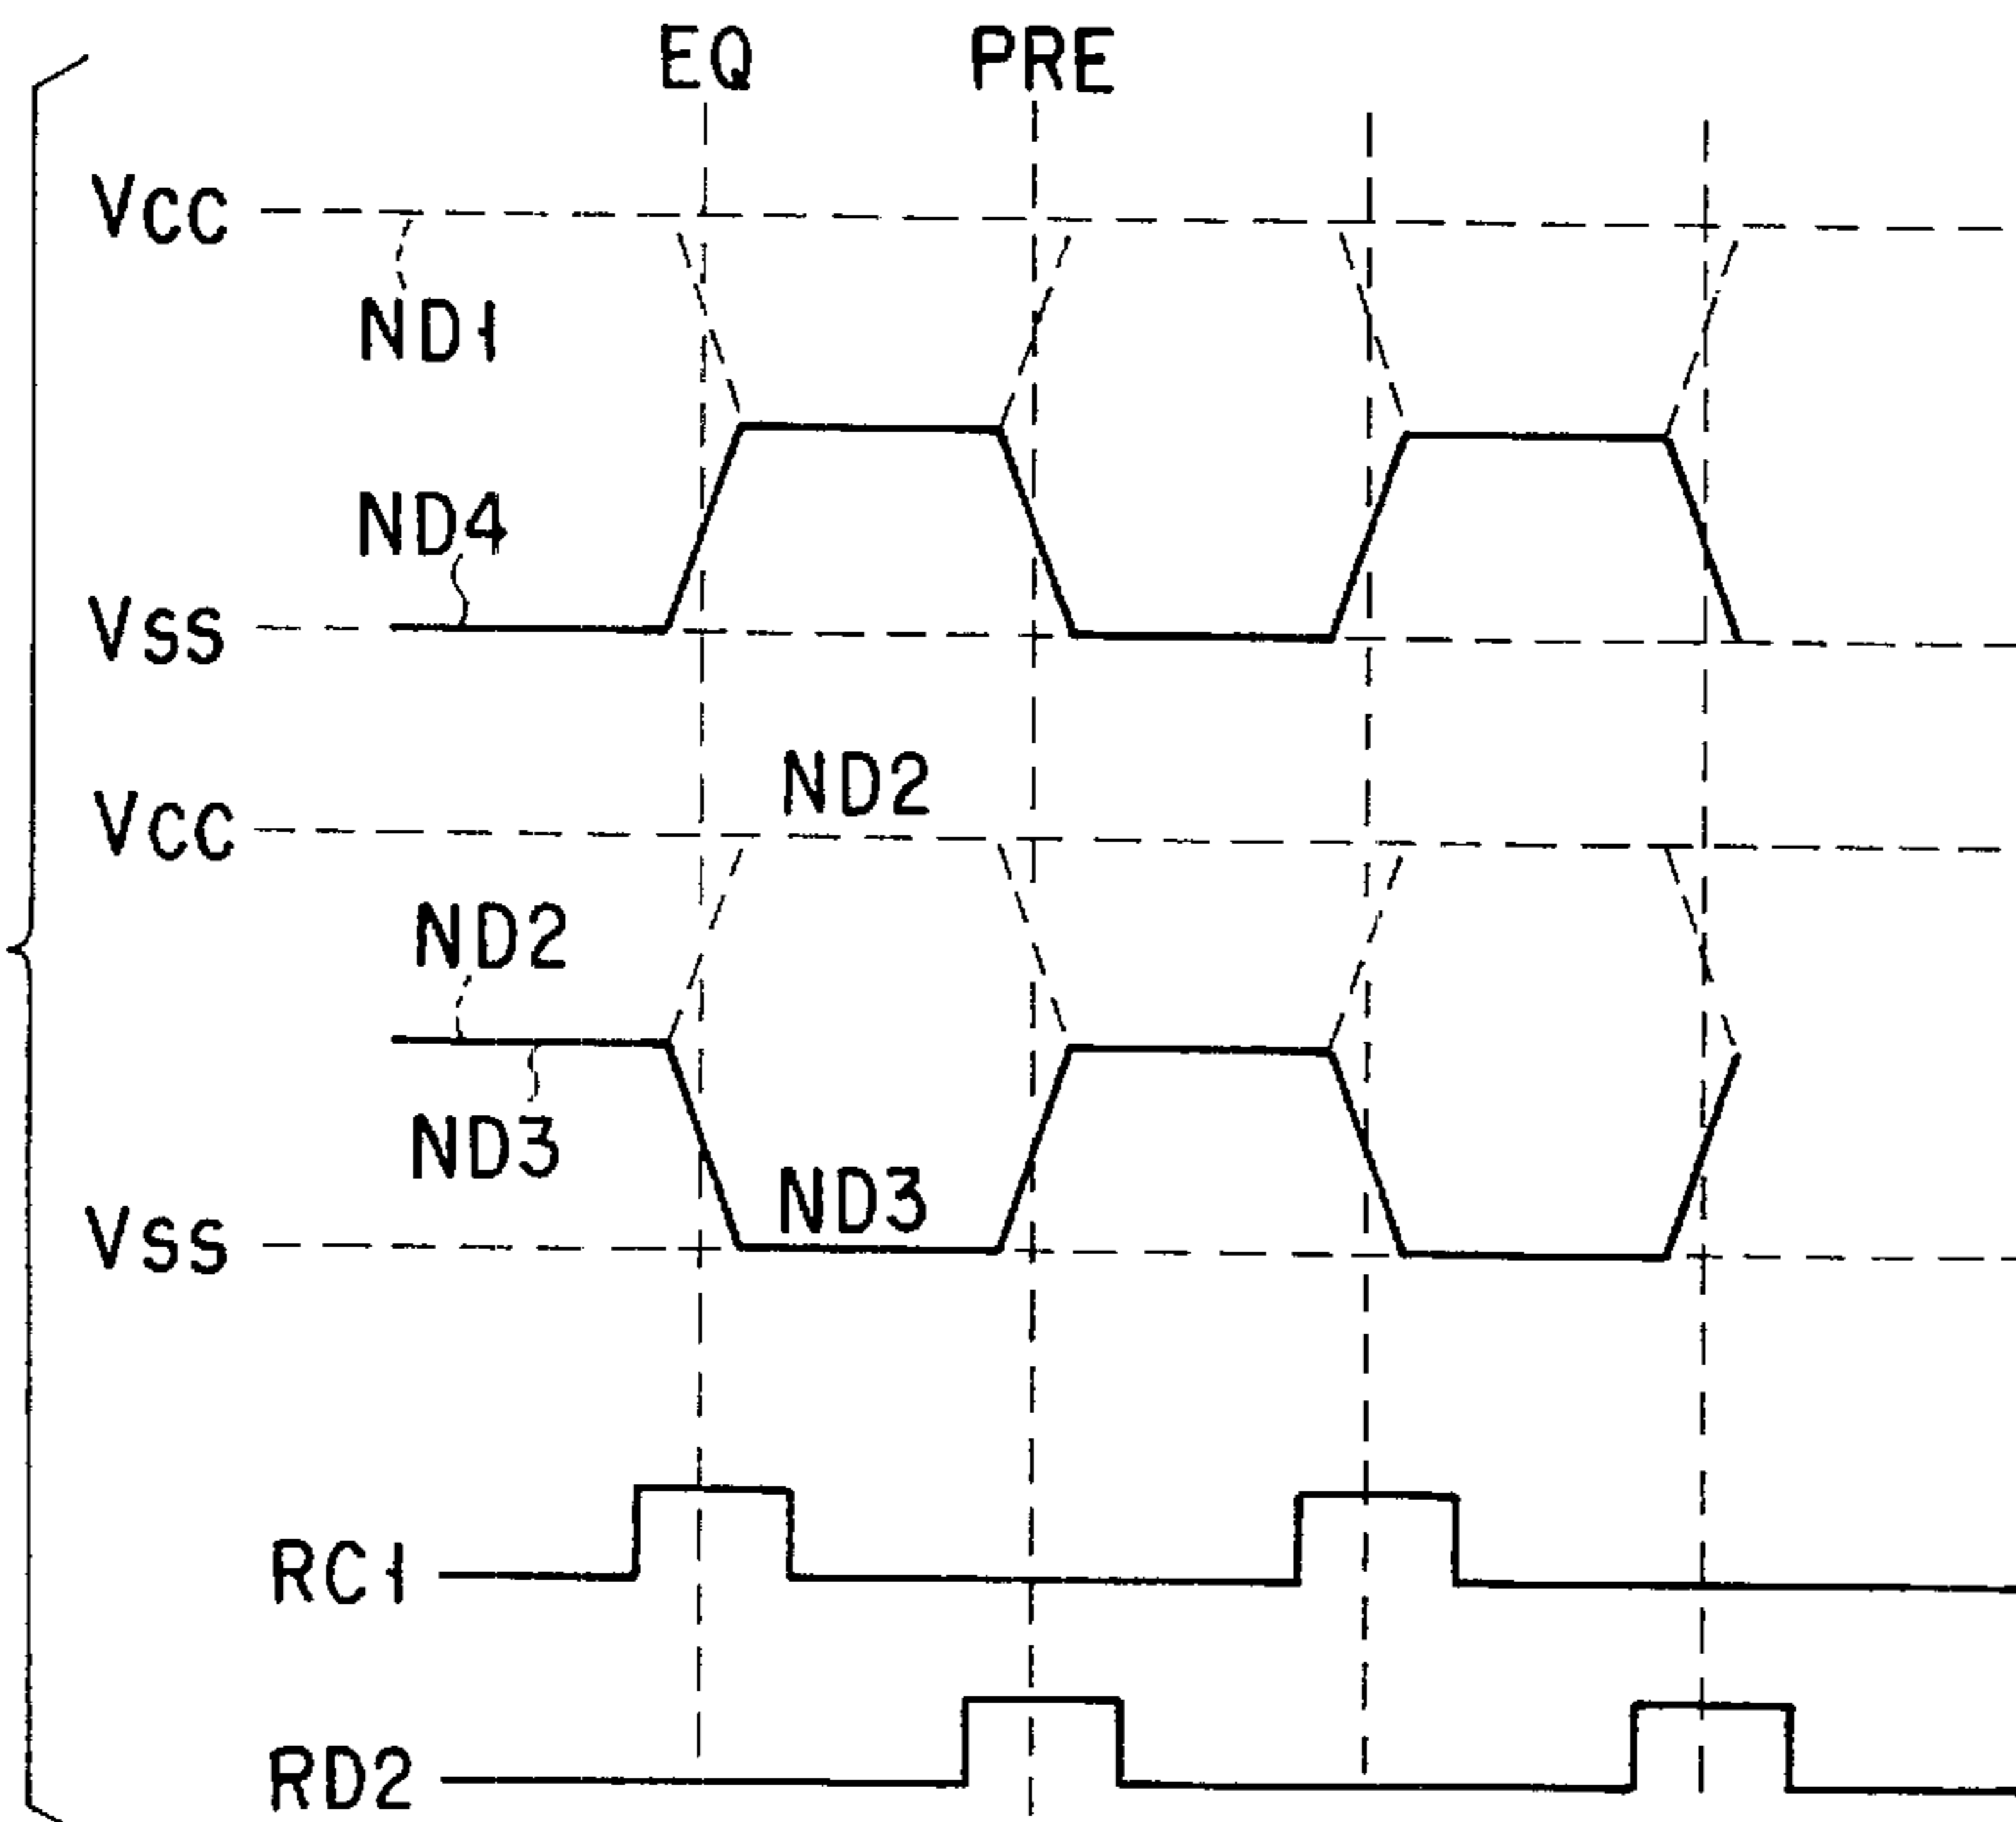 EQ PRE
VCC
ND1
ND4
VSS
ND2
VCC
ND2
ND3
ND3
VSS
RC1
RD2